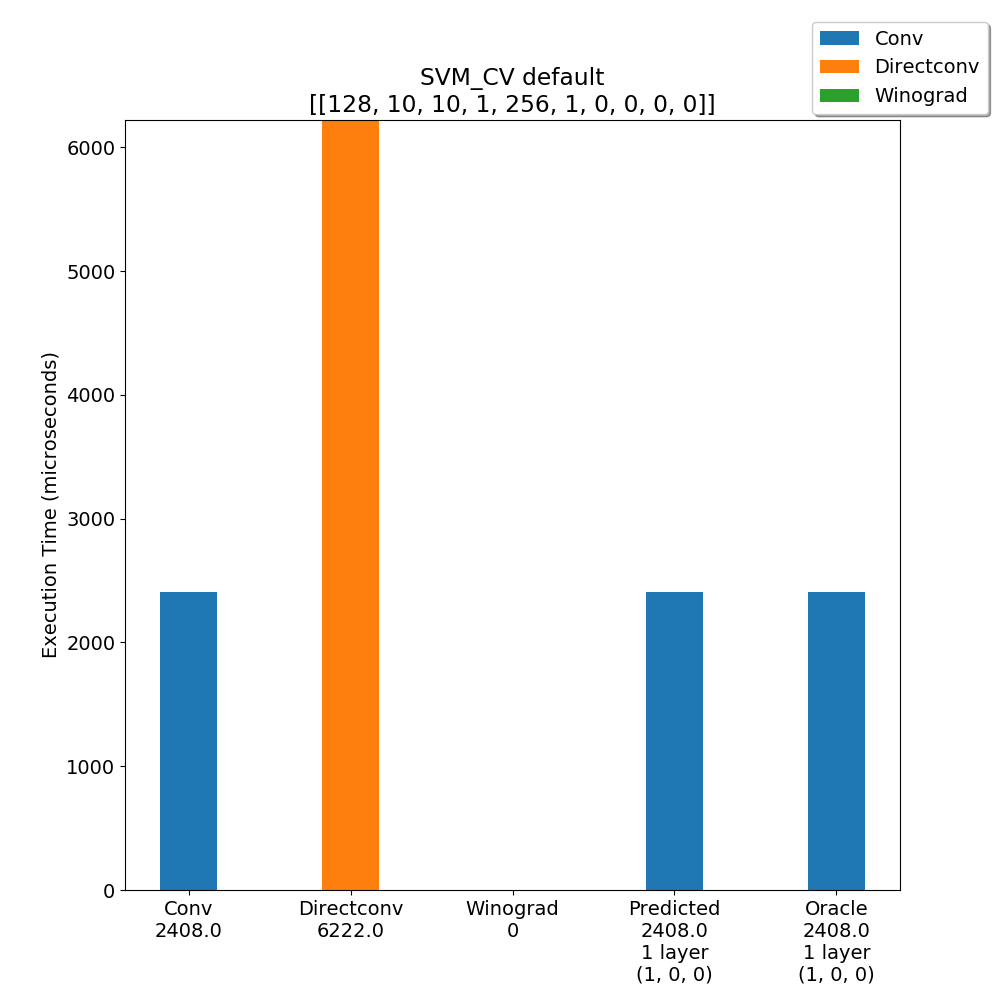 Conv
Directconv
Winograd
SVM_CV default
[[128, 10, 10, 1, 256, 1, 0, 0, 0, 0]]
Execution Time (microseconds)
6000
5000
4000
3000
2000
1000
0
Conv
2408.0
Directconv
6222.0
Winograd
0
Predicted
2408.0
1 layer
(1, 0, 0)
Oracle
2408.0
1 layer
(1, 0, 0)